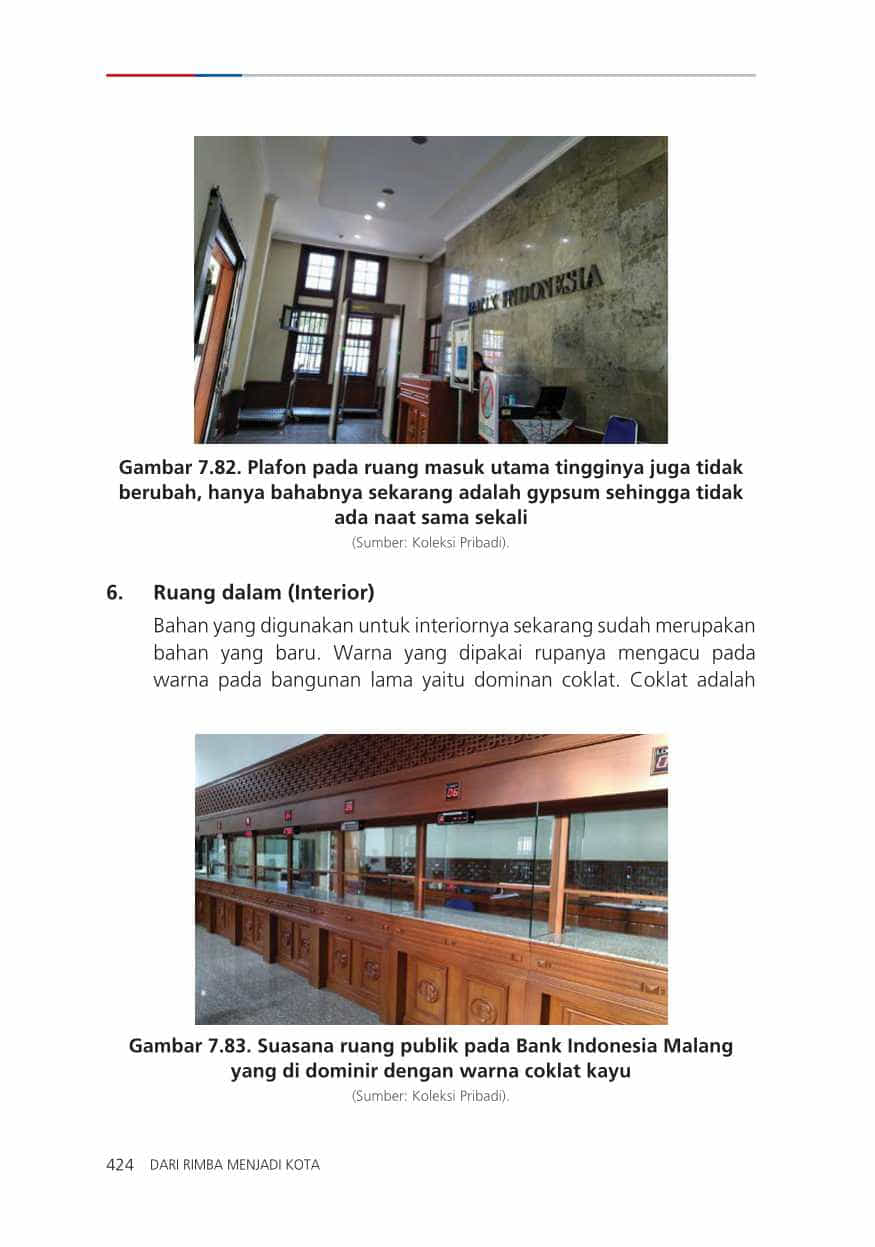 BANK INDONESIA
Gambar 7.82. Plafon pada ruang masuk utama tingginya juga tidak
berubah, hanya bahabnya sekarang adalah gypsum sehingga tidak
ada naat sama sekali
(Sumber: Koleksi Pribadi).
6. Ruang dalam (Interior)
Bahan yang digunakan untuk interiornya sekarang sudah merupakan
bahan yang baru. Warna yang dipakai rupanya mengacu pada
warna pada bangunan lama yaitu dominan coklat. Coklat adalah
06
Gambar 7.83. Suasana ruang publik pada Bank Indonesia Malang
yang di dominir dengan warna coklat kayu
(Sumber: Koleksi Pribadi).
424 DARI RIMBA MENJADI KOTA